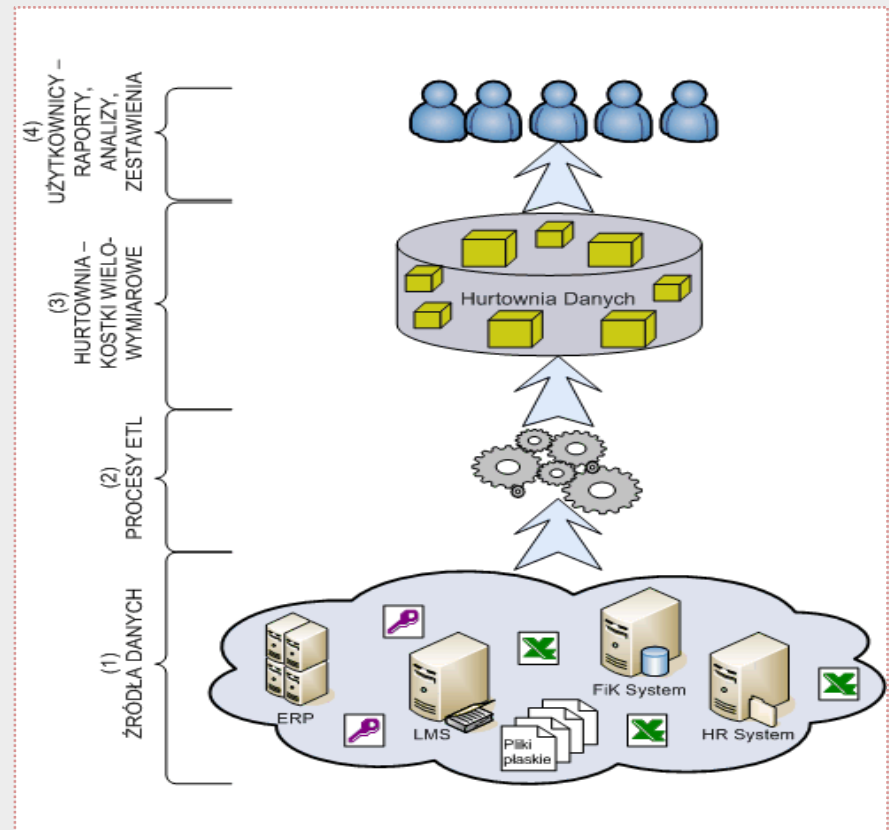 (4)
UŻYTKOWNICY –
RAPORTY,
ANALIZY,
ZESTAWIENIA
(3)
HURTOWNIA –
KOSTKI WIELO-
WYMIAROWE
Hurtownia Danych
(2)
PROCESY ETL
(1)
ŹRÓDŁA DANYCH
ERP
LMS
Pliki
płaskie
FiK System
HR System